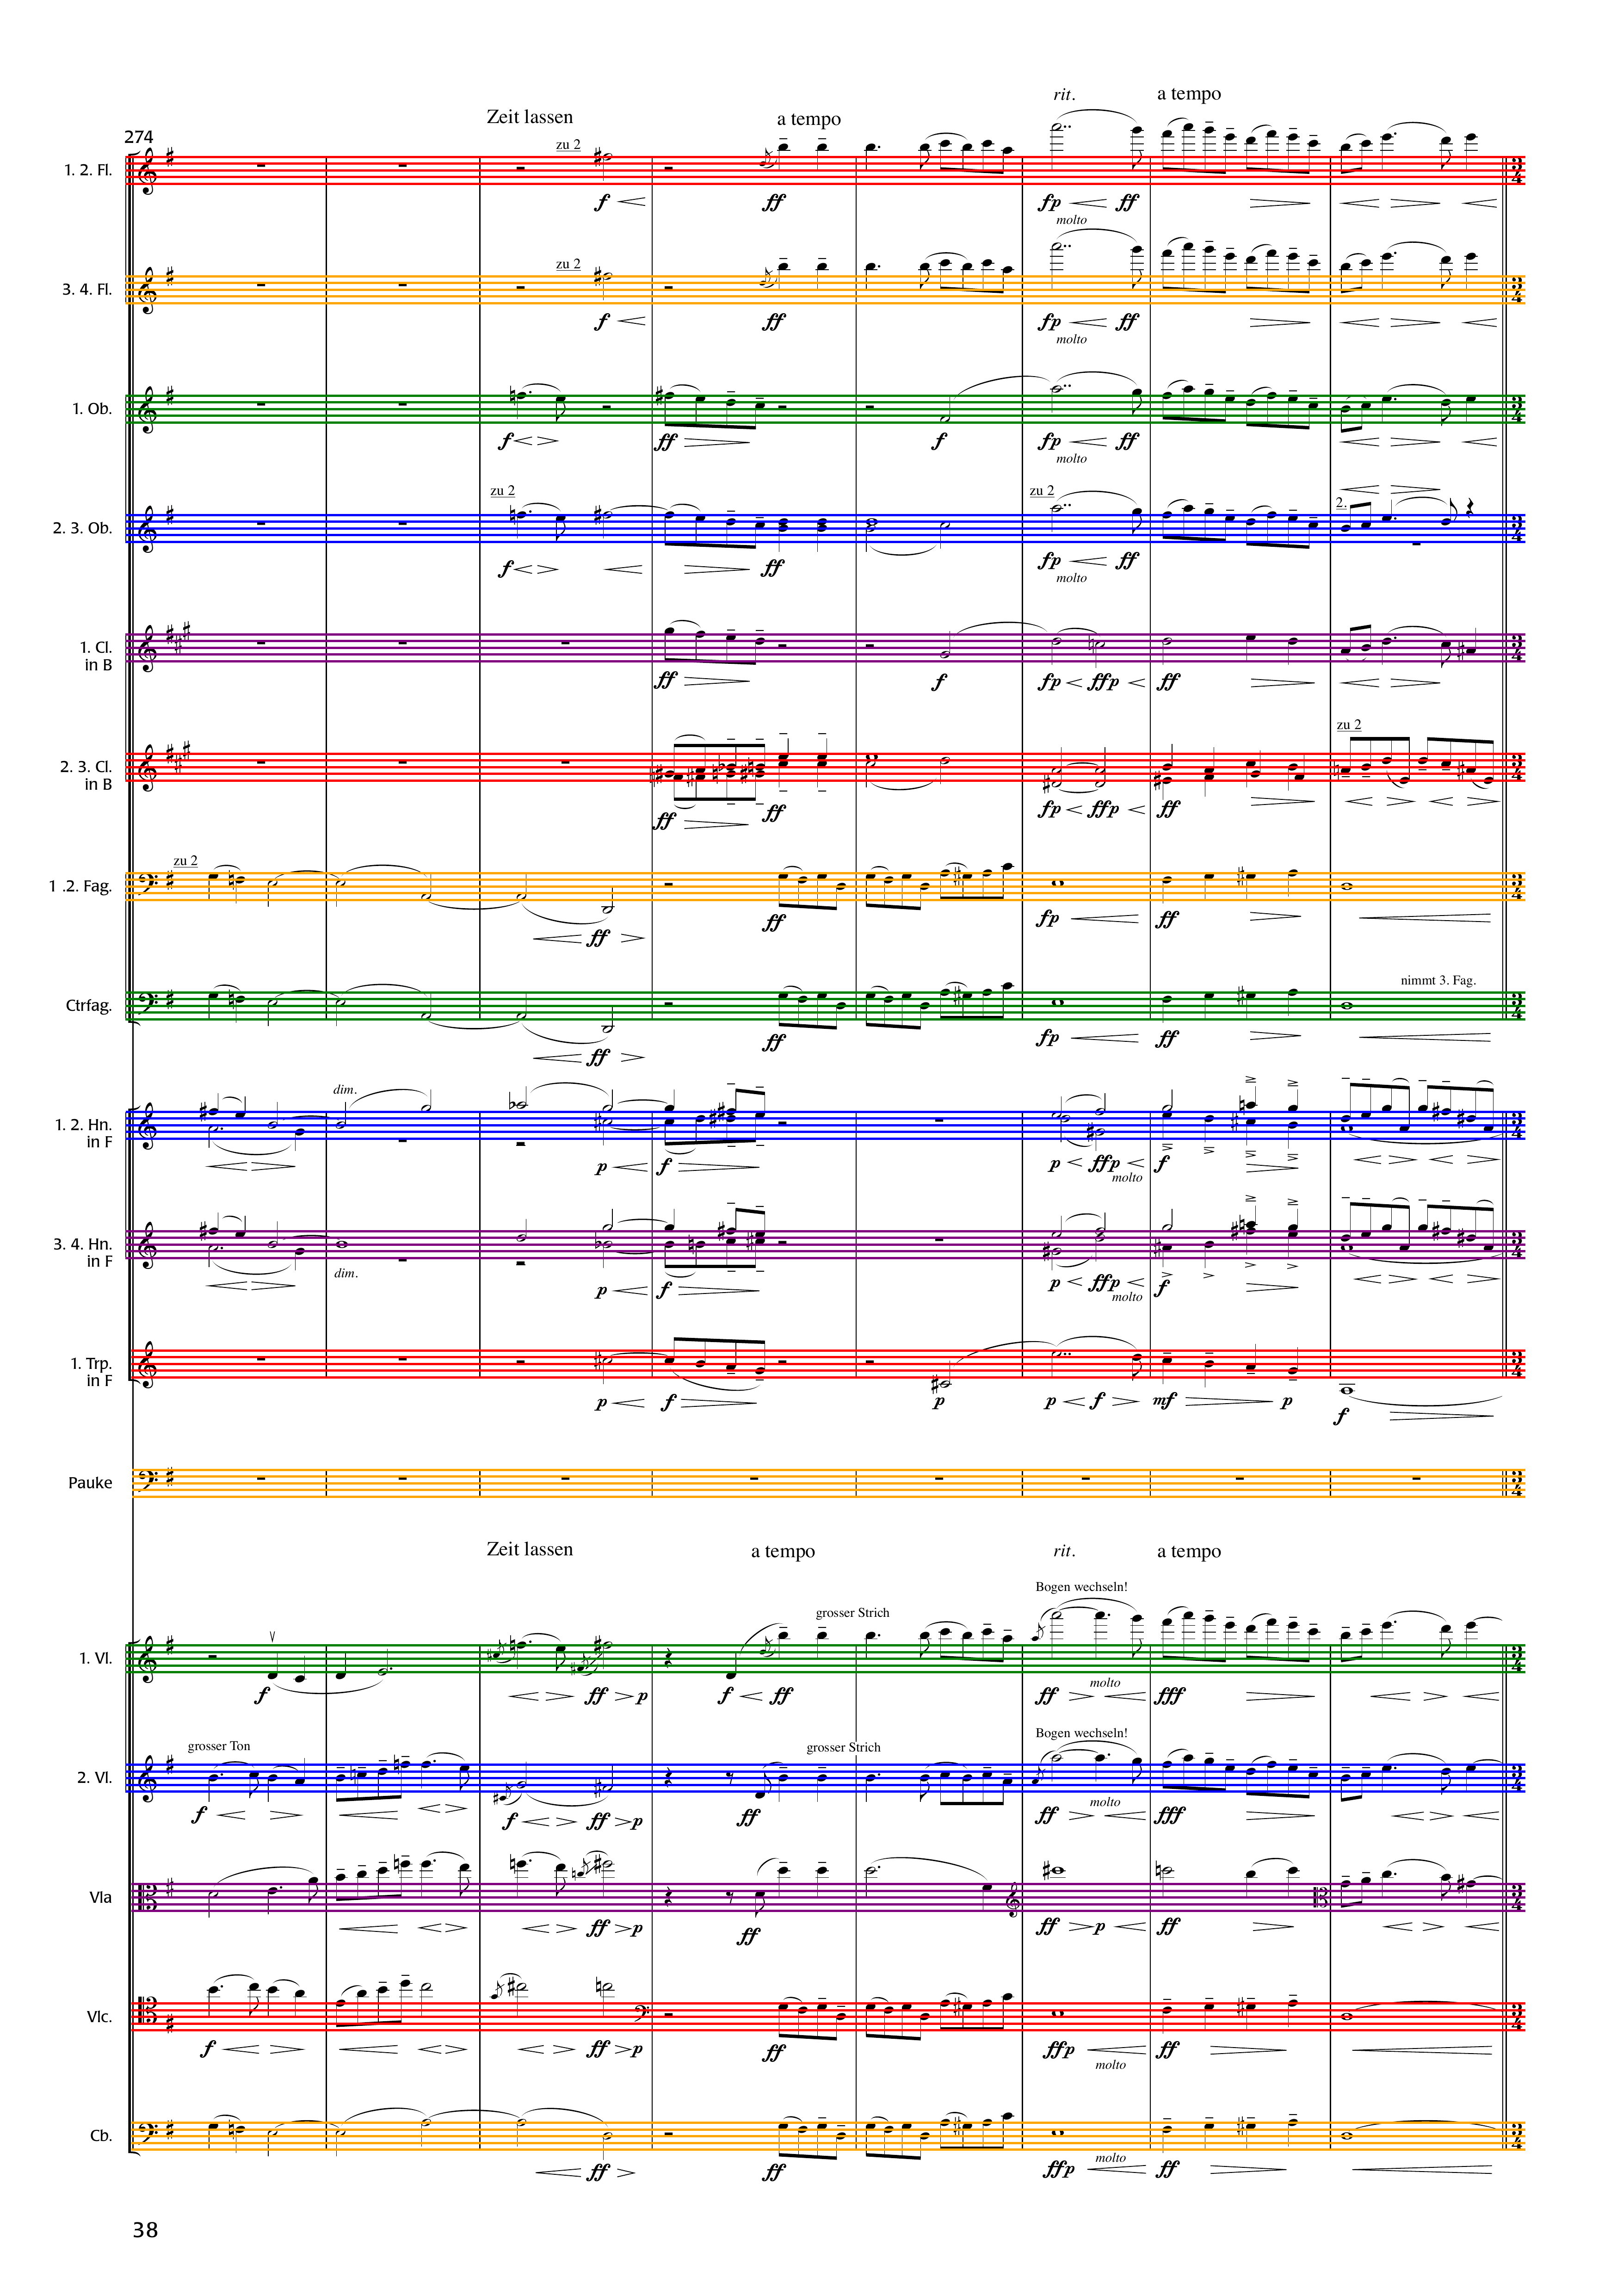 rit. a tempo
Zeit lassen a tempo
274
zu 2
1. 2. Fl.
f ff fp ff
molto
zu 2
3. 4. Fl.
f ff fp ff
molto
1. Ob.
f ff f fp ff
molto
zu 2 zu 2 2.
2. 3. Ob.
f ff fp ff
molto
1. Cl.
in B
ff f fp ffp ff
zu 2
2. 3. Cl.
in B
ff ff fp ffp ff
zu 2
1 .2. Fag.
ff ff fp ff
nimmt 3. Fag.
Ctrfag.
ff ff fp ff
dim.
1. 2. Hn.
in F
p f p ffp f
molto
3. 4. Hn.
in F
dim.
p f p ffp f
molto
1. Trp.
in F
p f p p f mf p f
Pauke
Zeit lassen a tempo rit. a tempo
Bogen wechseln!
grosser Strich
1. Vl.
f ff p f ff ff molto fff
Bogen wechseln!
grosser Ton grosser Strich
2. Vl.
f f ff p ff ff molto fff
Vla
ff p ff ff p ff
Vlc.
f ff p ff ffp ff
molto
Cb.
ff ff ffp molto ff
38
3
4